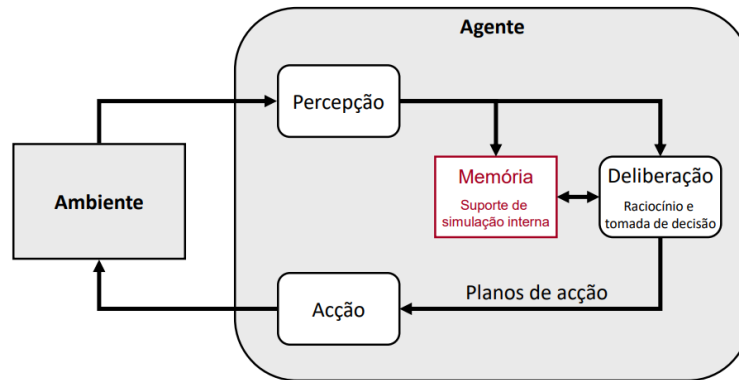 Agente
Percepção
Ambiente
Memória
Suporte de
simulação interna
Deliberação
Raciocínio e
tomada de decisão
Planos de acção
Acção